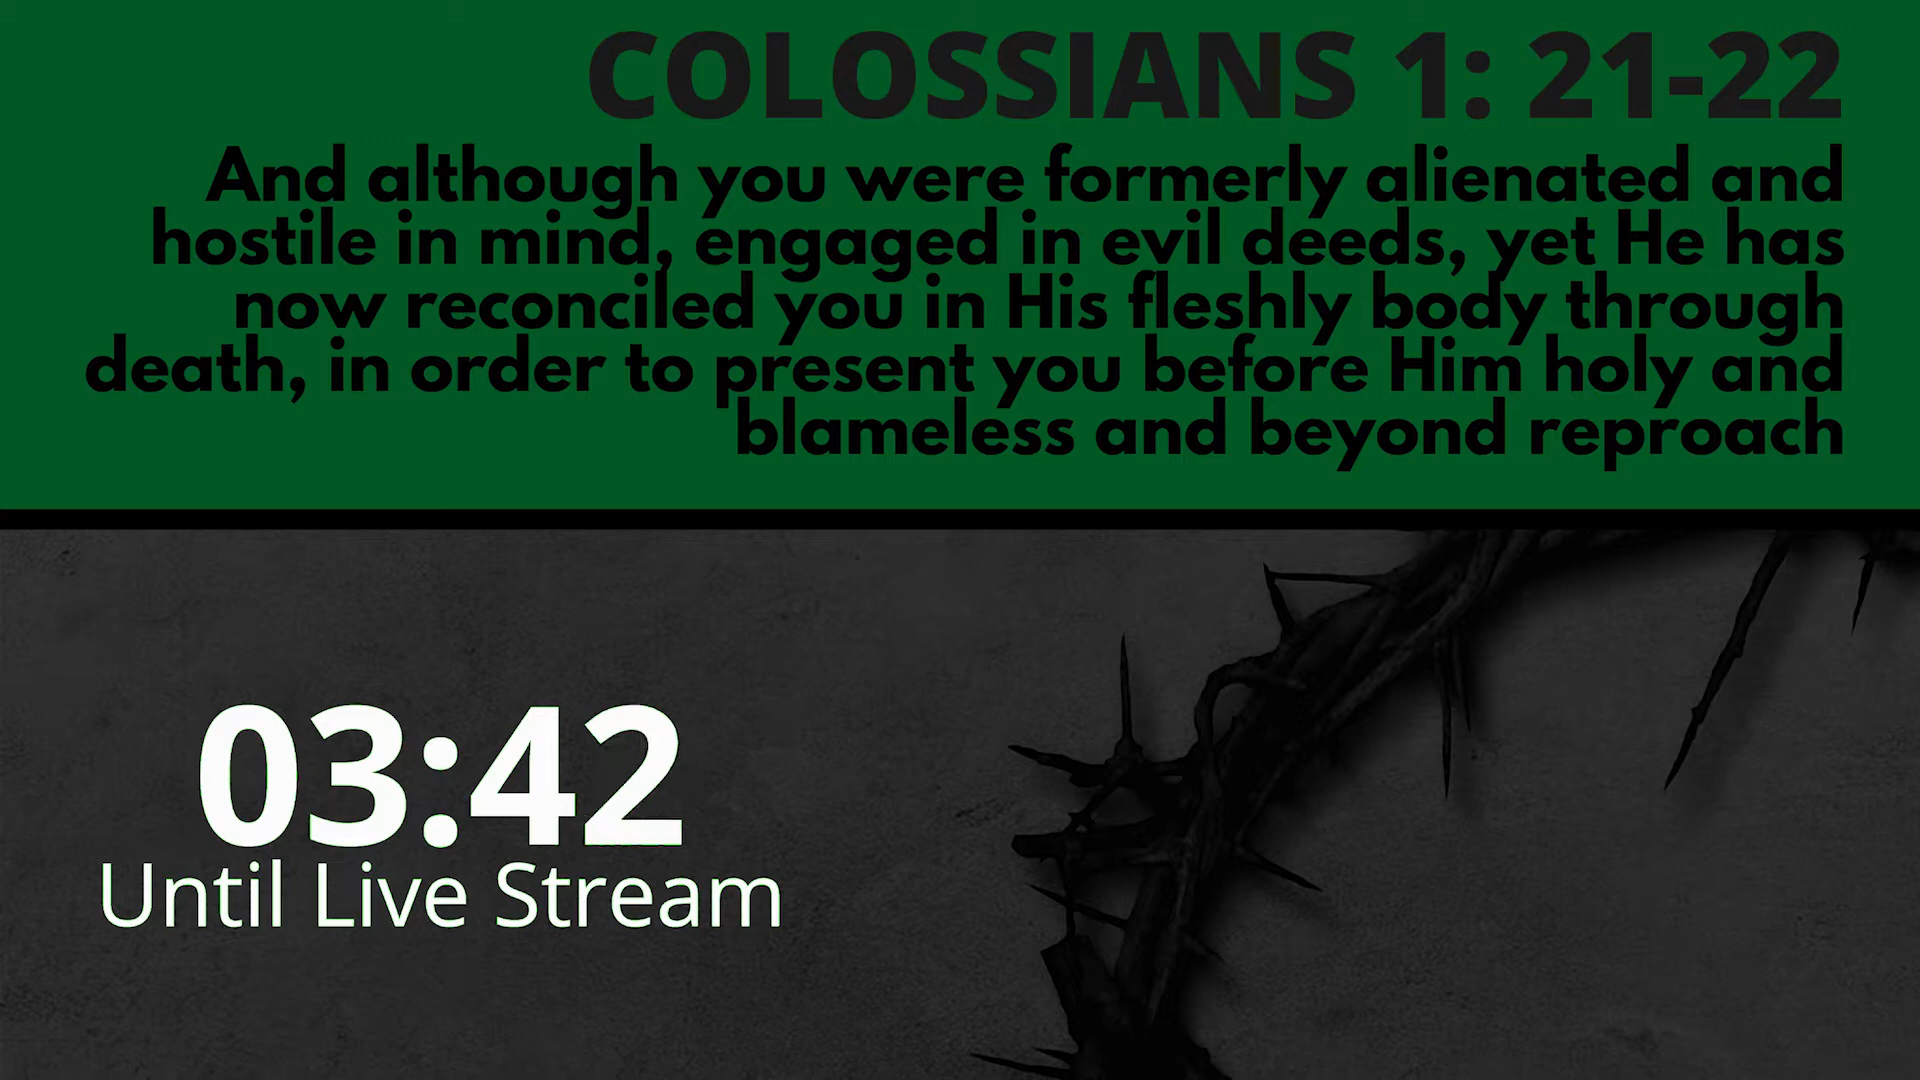 COLOSSIANS 1: 21-22
And although you were formerly alienated and
hostile in mind, engaged in evil deeds, yet He has
now reconciled you in His fleshly body through
death, in order to present you before Him holy and
blameless and beyond reproach
03:42
Until Live Stream